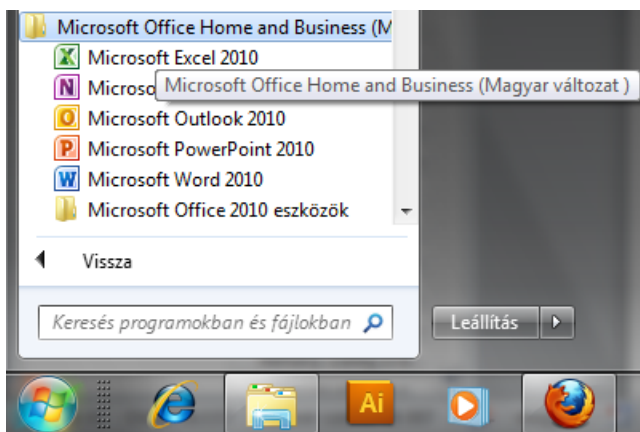 Microsoft Office Home and Business (M
Microsoft Excel 2010
Microso
Microsoft Office Home and Business (Magyar változat )
Microsoft Outlook 2010
Microsoft PowerPoint 2010
Microsoft Word 2010
Microsoft Office 2010 eszközök
Vissza
Keresés programokban és fájlokban
Leállítás
Ai